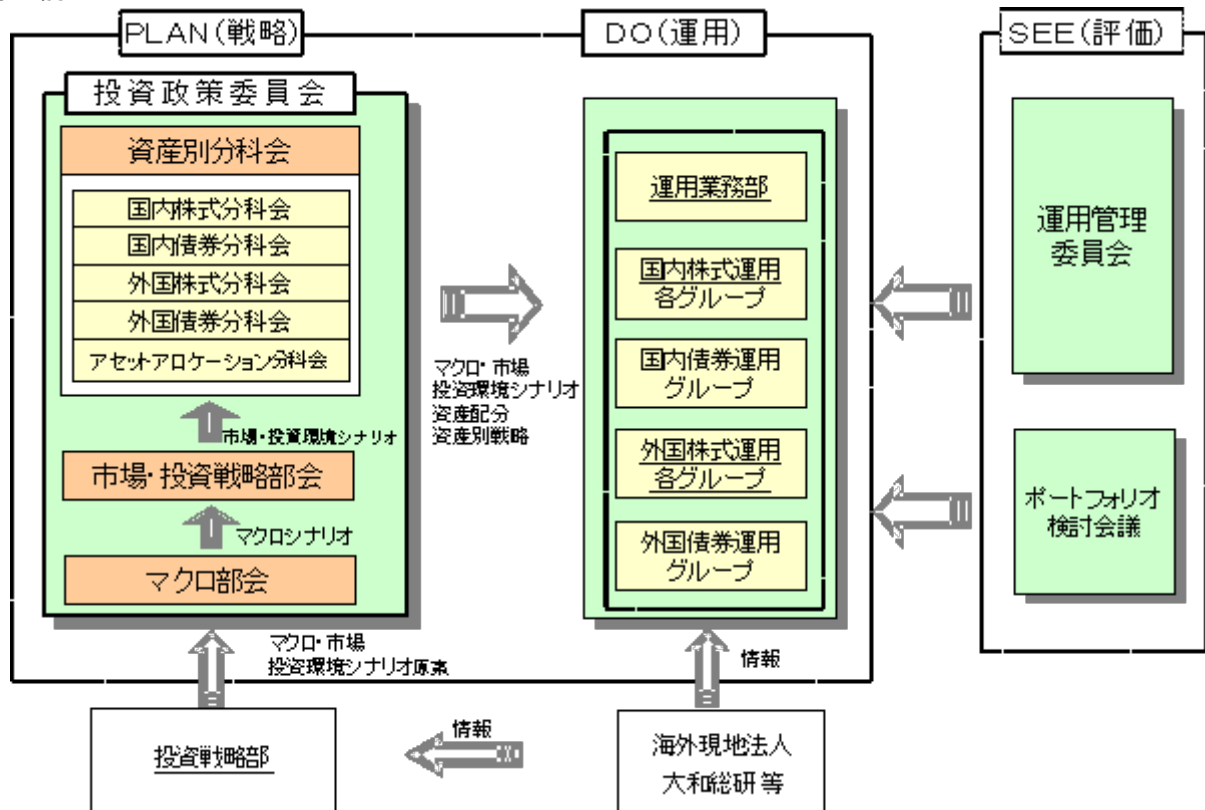 PLAN(戦略)
投資政策委員会
資産別分科会
国内株式分科会
国内債券分科会
外国株式分科会
外国債券分科会
アセットアロケーション分科会
市場・投資環境シナリオ
市場・投資戦略部会
マクロシナリオ
マクロ部会
マクロ・市場
投資環境シナリオ原案
投資戦略部
マクロ・市場
投資環境シナリオ
資産配分
資産別戦略
DO(運用)
運用業務部
国内株式運用
各グループ
国内債券運用
グループ
外国株式運用
各グループ
外国債券運用
グループ
情報
情報
海外現地法人
大和総研等
SEE(評価)
運用管理
委員会
ポートフォリオ
検討会議